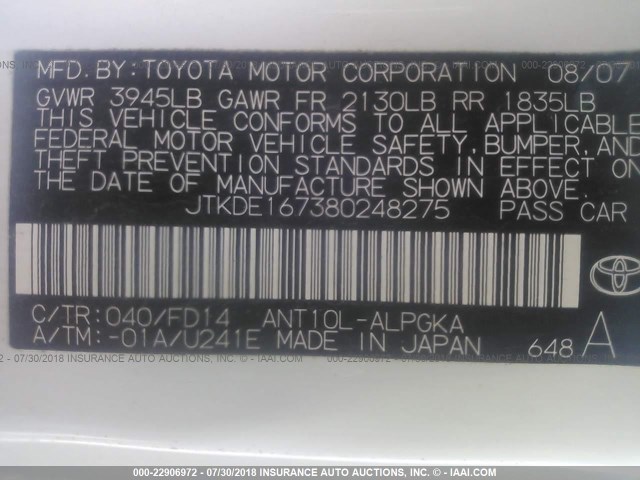 MFD. BY: TOYOTA MOTOR CORPORATION 08/07
GVWR 3945LB GAWR FR 2130LB RR 1835LB
THIS VEHICLE CONFORMS TO ALL APPLICABLE
FEDERAL MOTOR VEHICLE SAFETY, BUMPER, AND
THEFT PREVENTION STANDARDS IN EFFECT ON
THE DATE OF MANUFACTURE SHOWN ABOVE.
JTKDE167380248275 PASS CAR
C/TR: 040/FD14 ANT10L-ALPGKA
A/TM: -01A/U241E MADE IN JAPAN 648 A
000-22906972 - 07/30/2018 INSURANCE AUTO AUCTIONS, INC. - © - IAAI.COM